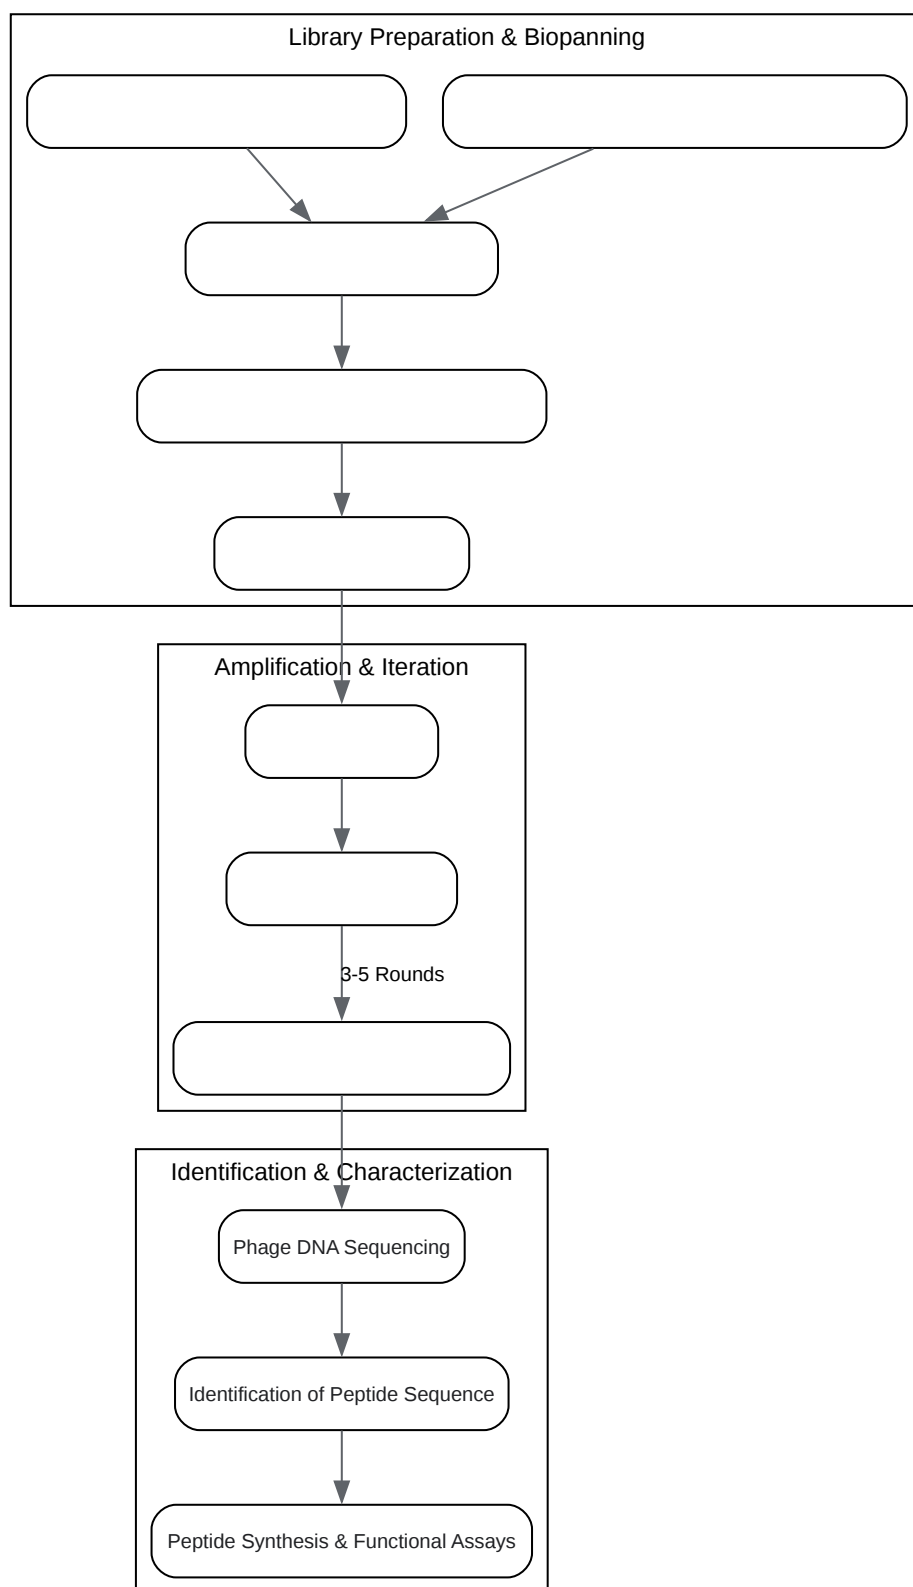 Library Preparation & Biopanning
Amplification & Iteration
3-5 Rounds
Identification & Characterization
Phage DNA Sequencing
Identification of Peptide Sequence
Peptide Synthesis & Functional Assays